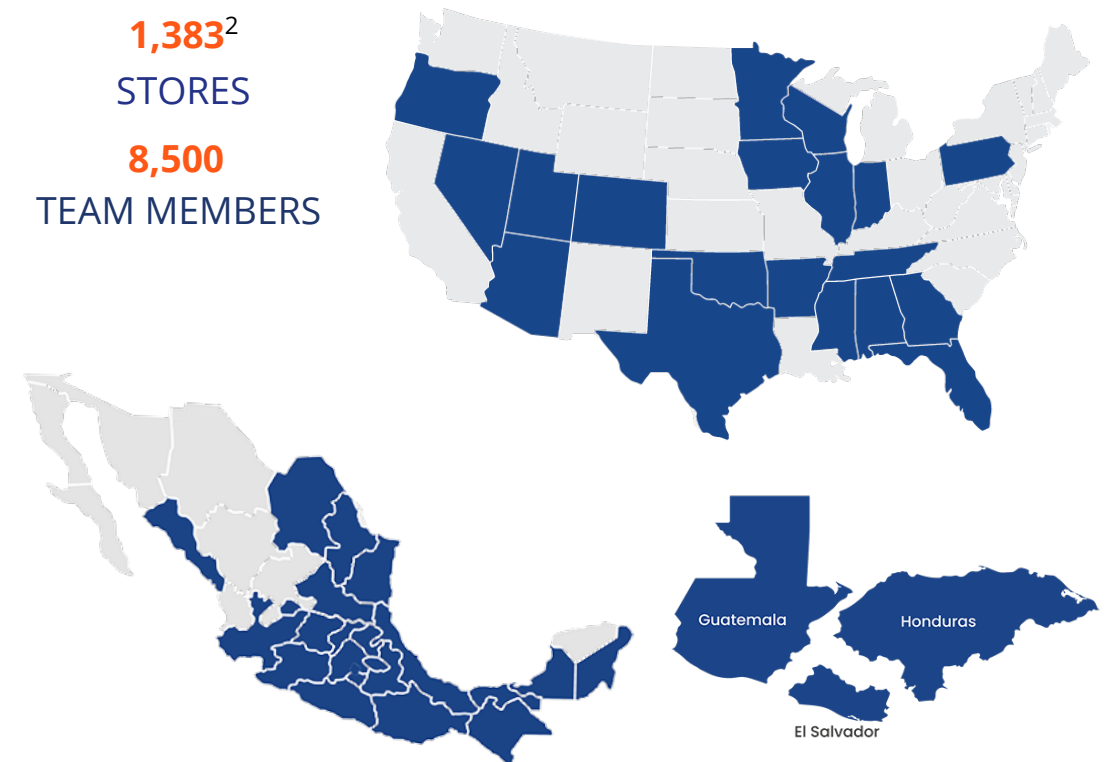 1,383²
STORES
8,500
TEAM MEMBERS
Guatemala
Honduras
El Salvador